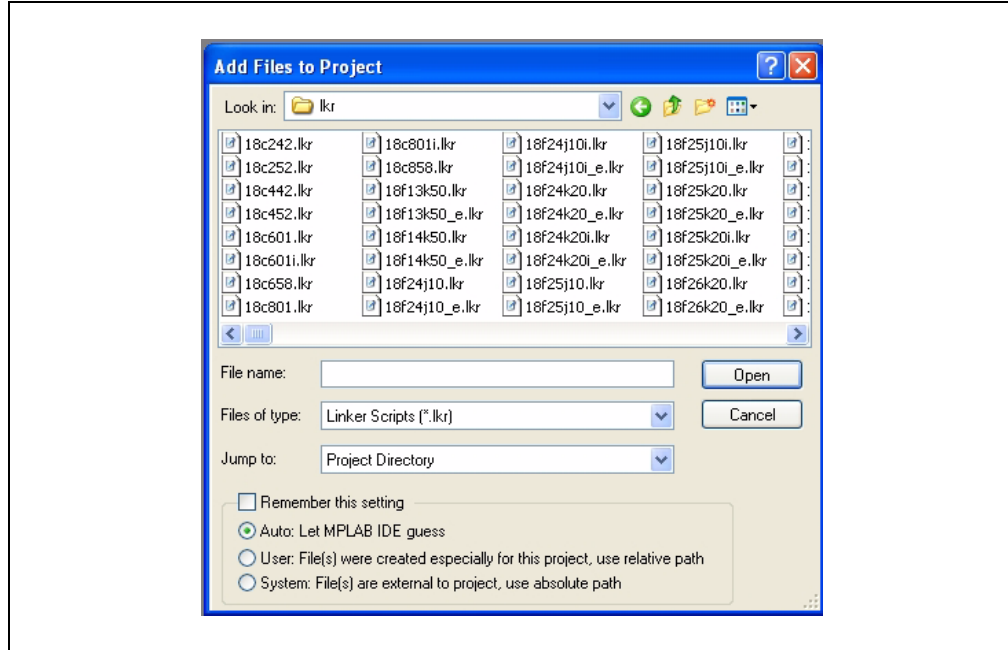 Add Files to Project
Look in: lkr
18c242.lkr 18c801i.lkr 18f24j10i.lkr 18f25j10i.lkr
18c252.lkr 18c858.lkr 18f24j10i_e.lkr 18f25j10i_e.lkr
18c442.lkr 18f13k50.lkr 18f24k20.lkr 18f25k20.lkr
18c452.lkr 18f13k50_e.lkr 18f24k20_e.lkr 18f25k20_e.lkr
18c601.lkr 18f14k50.lkr 18f24k20i.lkr 18f25k20i.lkr
18c601i.lkr 18f14k50_e.lkr 18f24k20i_e.lkr 18f25k20i_e.lkr
18c658.lkr 18f24j10.lkr 18f25j10.lkr 18f26k20.lkr
18c801.lkr 18f24j10_e.lkr 18f25j10_e.lkr 18f26k20_e.lkr
File name: Open
Files of type: Linker Scripts (*.lkr) Cancel
Jump to: Project Directory
Remember this setting
Auto: Let MPLAB IDE guess
User: File(s) were created especially for this project, use relative path
System: File(s) are external to project, use absolute path